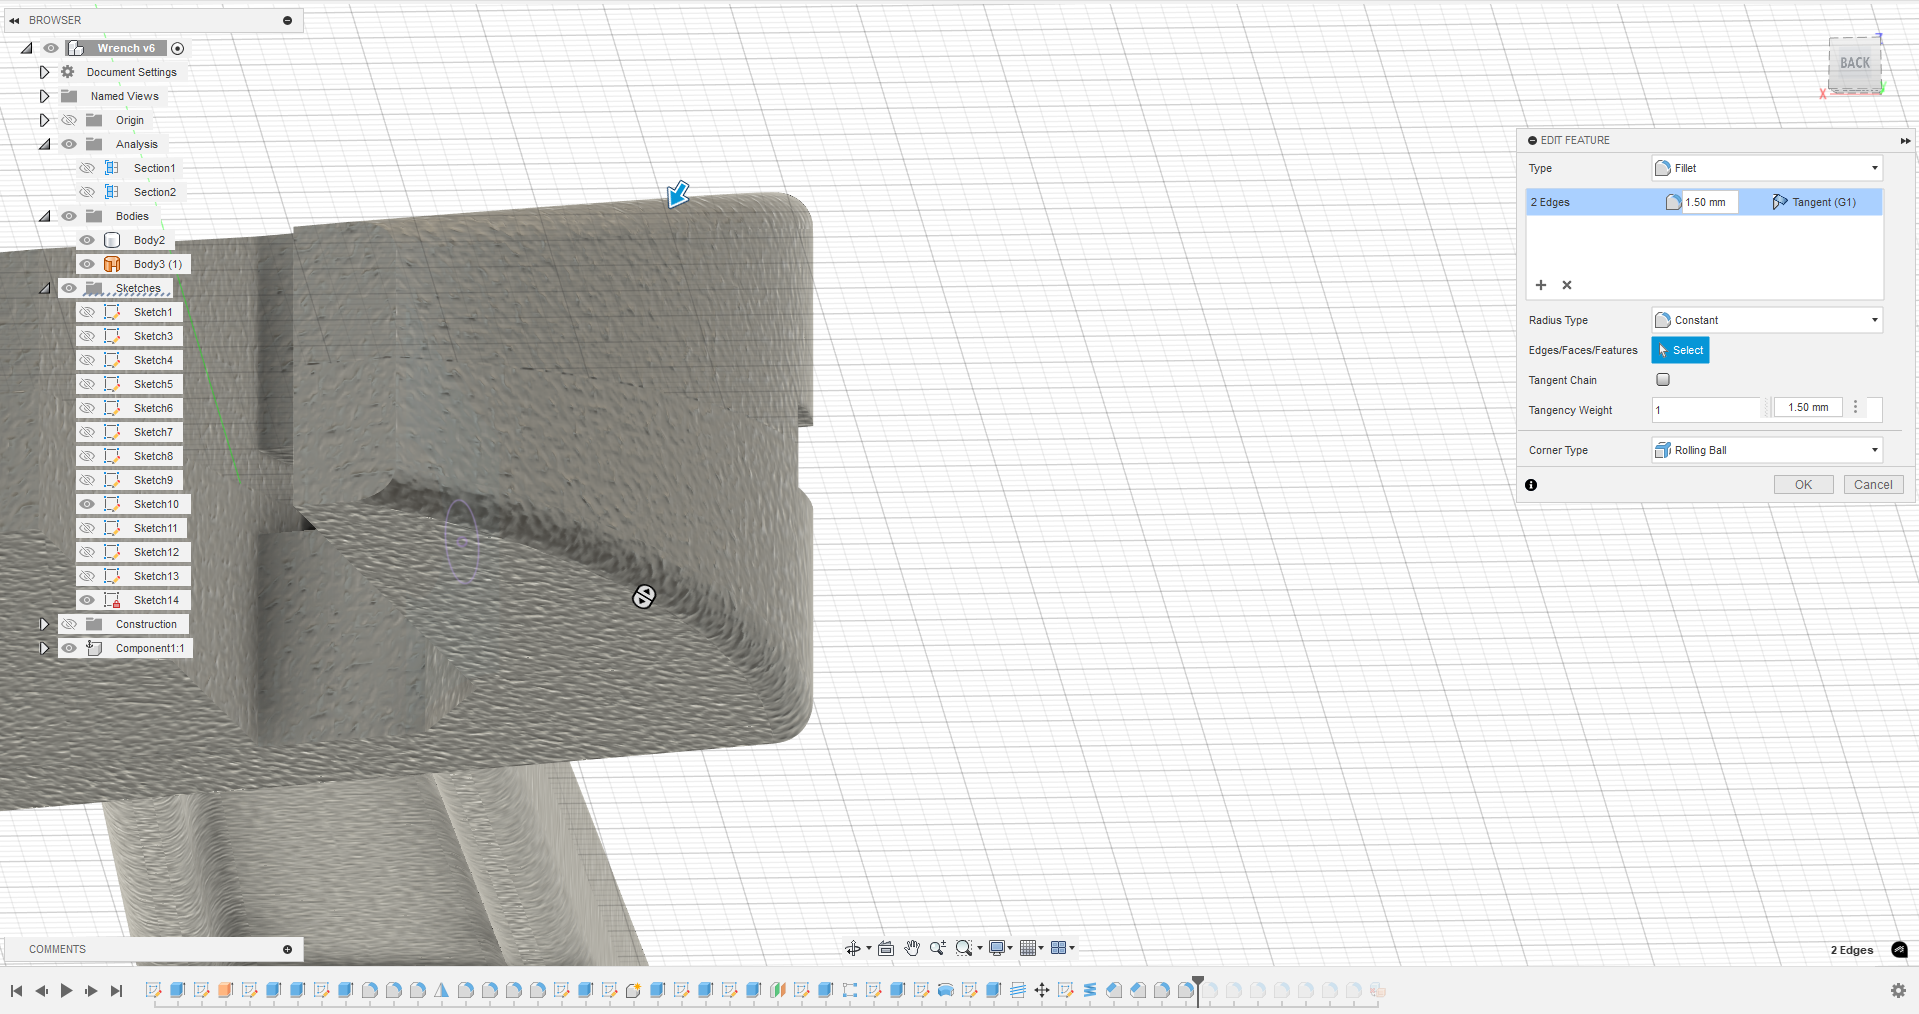 BROWSER
Wrench v6
Document Settings
Named Views
Origin
Analysis
Section1
Section2
Bodies
Body2
Body3 (1)
Sketches
Sketch1
Sketch3
Sketch4
Sketch5
Sketch6
Sketch7
Sketch8
Sketch9
Sketch10
Sketch11
Sketch12
Sketch13
Sketch14
Construction
Component1:1
BACK
X
EDIT FEATURE
Type Fillet
2 Edges 1.50 mm Tangent (G1)
Radius Type Constant
Edges/Faces/Features Select
Tangent Chain
Tangency Weight 1 1.50 mm
Corner Type Rolling Ball
OK Cancel
COMMENTS
2 Edges